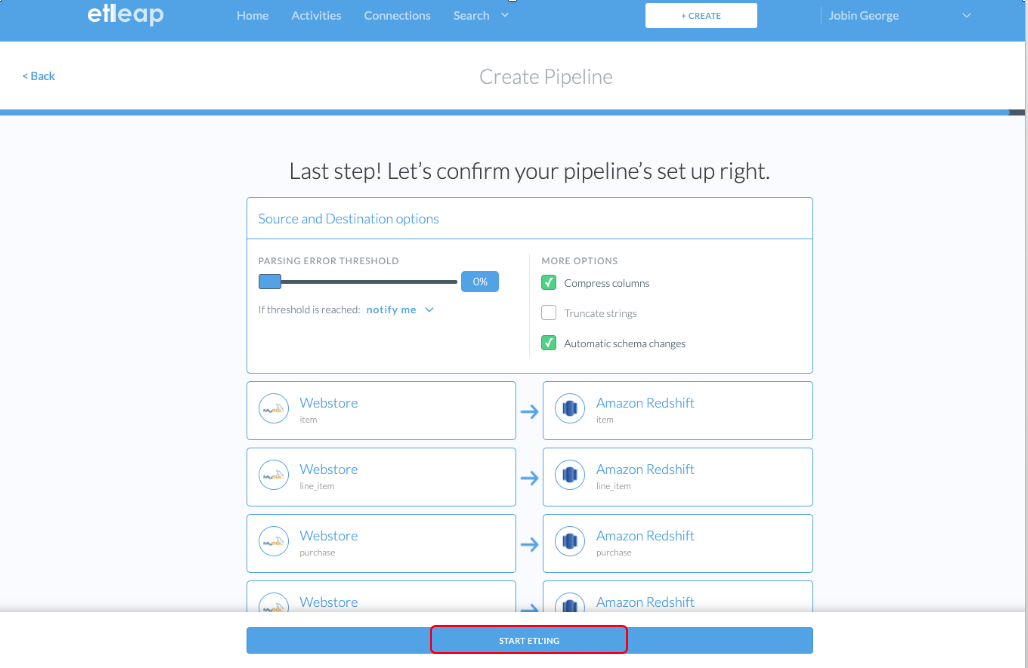 etleap
Home Activities Connections Search + CREATE Jobin George
< Back
Create Pipeline
Last step! Let's confirm your pipeline's set up right.
Source and Destination options
PARSING ERROR THRESHOLD
0%
If threshold is reached: notify me
MORE OPTIONS
Compress columns
Truncate strings
Automatic schema changes
Webstore
item
Amazon Redshift
item
Webstore
line_item
Amazon Redshift
line_item
Webstore
purchase
Amazon Redshift
purchase
Webstore
Amazon Redshift
START ETL'ING